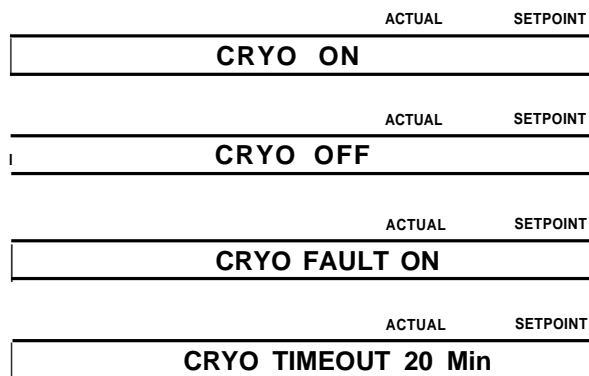 ACTUAL SETPOINT
CRYO ON
ACTUAL SETPOINT
CRYO OFF
ACTUAL SETPOINT
CRYO FAULT ON
ACTUAL SETPOINT
CRYO TIMEOUT 20 Min